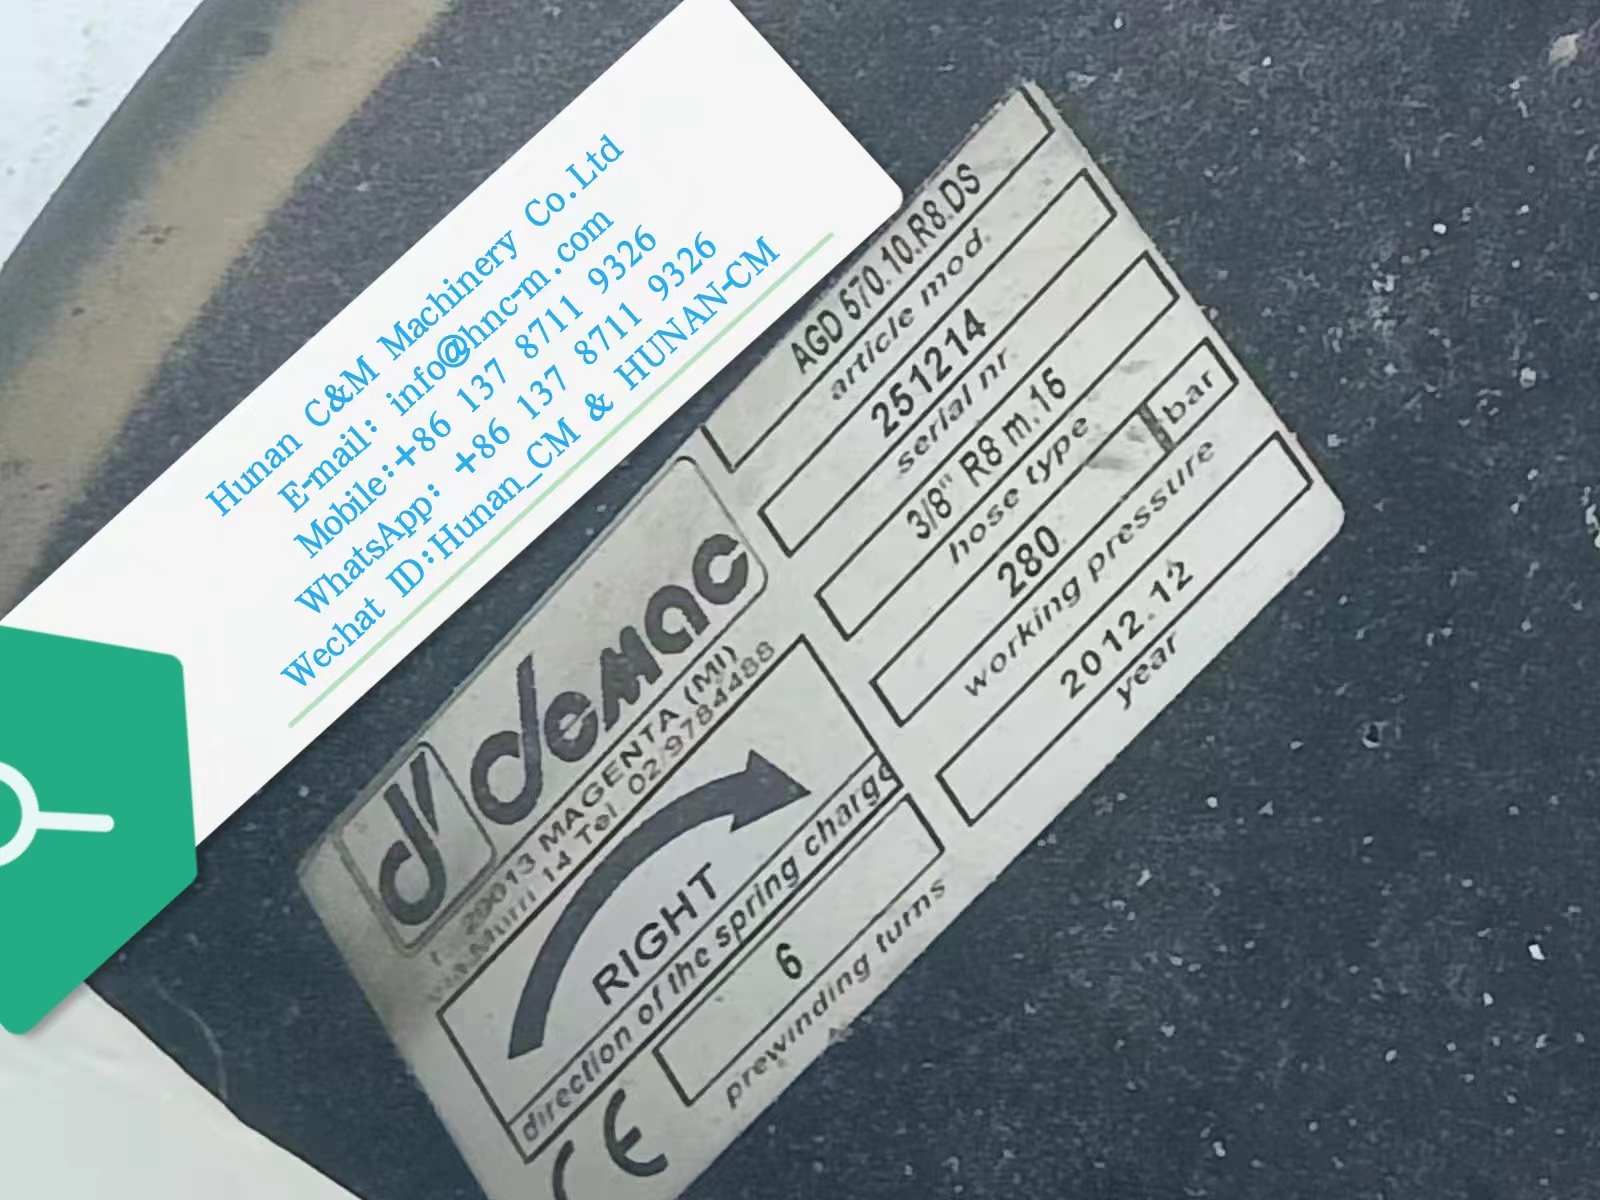 Hunan C&M Machinery Co.Ltd
E-mail: info@hnc-m.com
Mobile:+86 137 8711 9326
WhatsApp: +86 137 8711 9326
Wechat ID:Hunan_CM & HUNAN-CM
demac
20013 MAGENTA (MI)
14 Tel. 02/9784488
RIGHT
direction of the spring charge
6
prewinding turns
CE
AGD 570.10.R8.DS
article mod.
251214
serial nr.
3/8" R8 m.15
hose type
280 bar
working pressure
2012.12
year